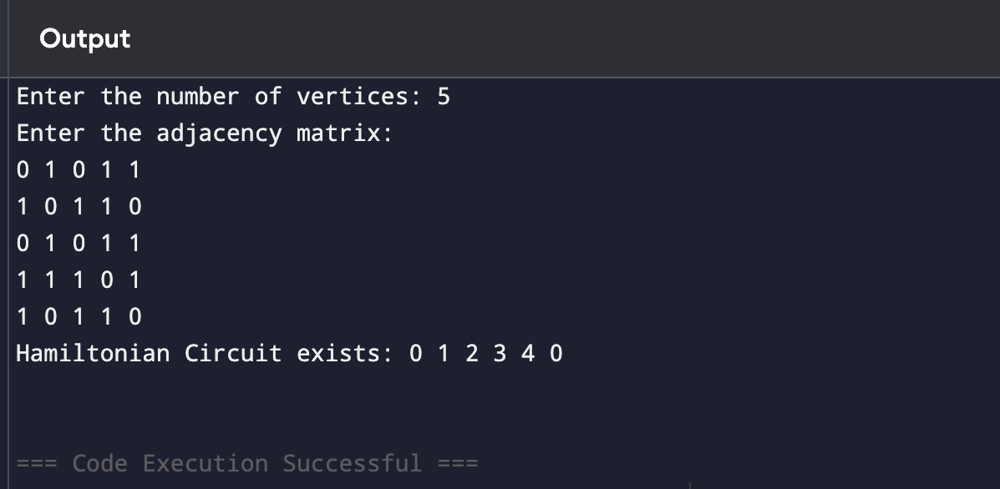 Output
Enter the number of vertices: 5
Enter the adjacency matrix:
0 1 0 1 1
1 0 1 1 0
0 1 0 1 1
1 1 1 0 1
1 0 1 1 0
Hamiltonian Circuit exists: 0 1 2 3 4 0
=== Code Execution Successful ===